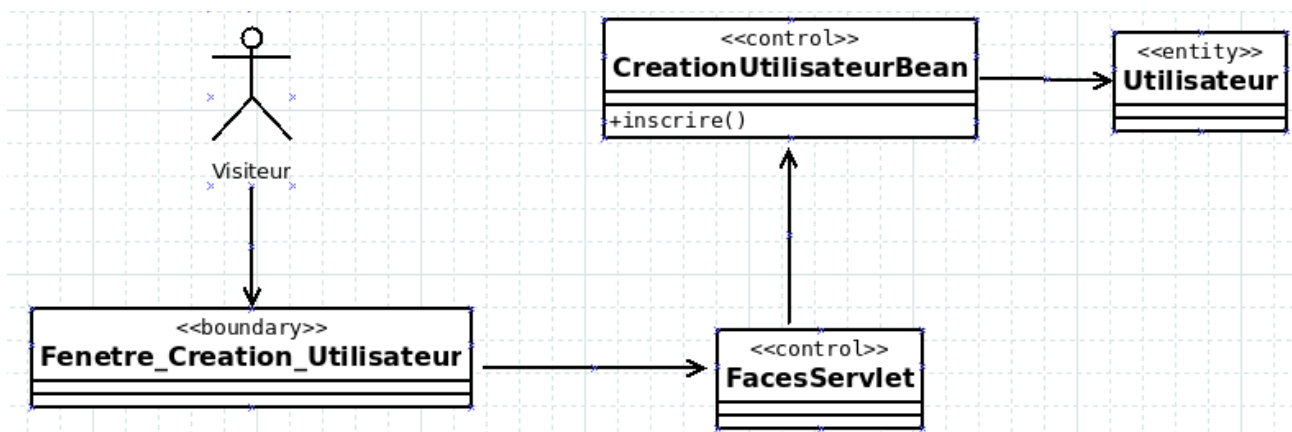 <<control>>
CreationUtilisateurBean
+inscrire()
<<entity>>
Utilisateur
Visiteur
<<boundary>>
Fenetre_Creation_Utilisateur
<<control>>
FacesServlet